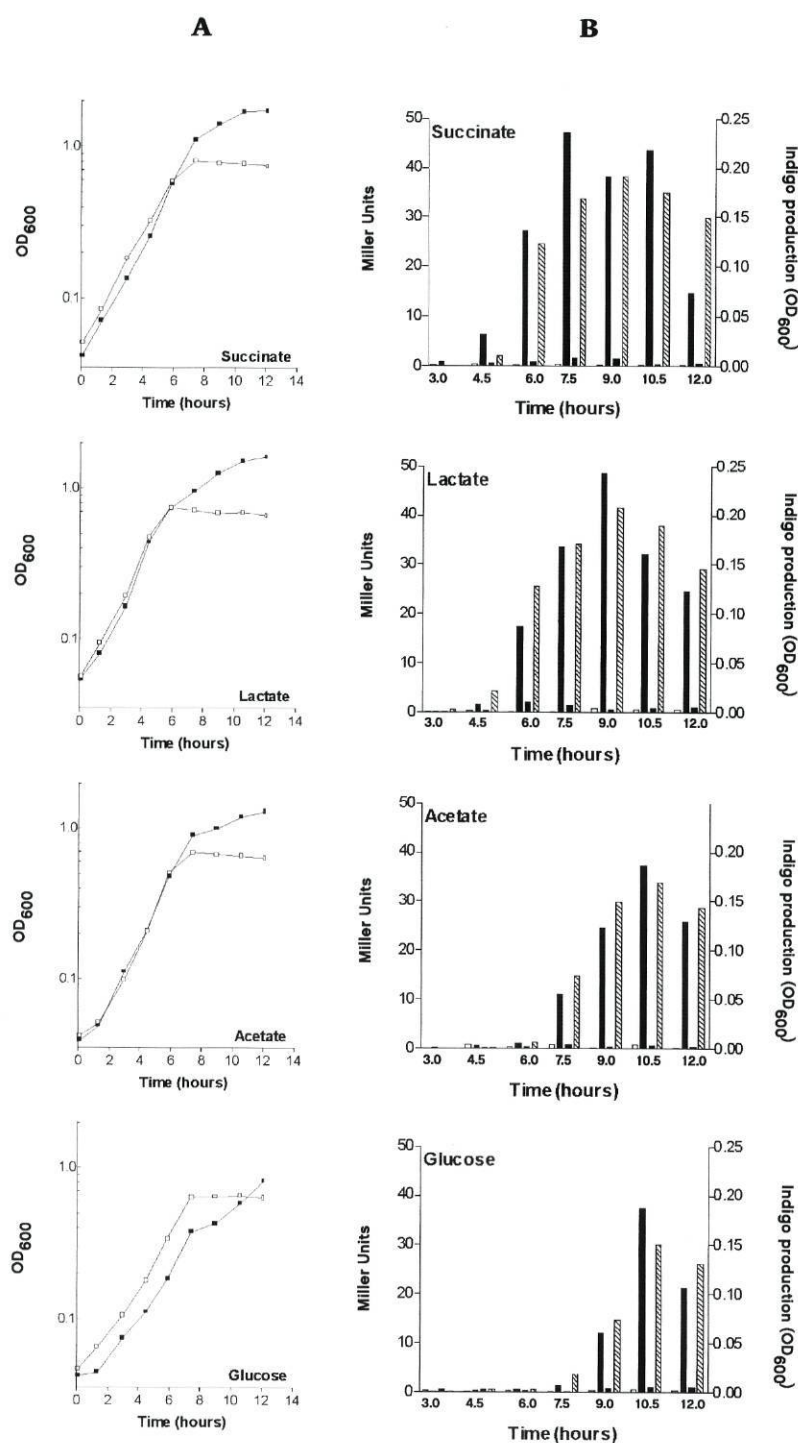 A
B
1.0
0.1
OD600
0 2 4 6 8 10 12 14
Time (hours)
Succinate
50
40
30
20
10
0
Miller Units
Succinate
0.25
0.20
0.15
0.10
0.05
0.00
Indigo production (OD600)
3.0 4.5 6.0 7.5 9.0 10.5 12.0
Time (hours)
1.0
0.1
OD600
0 2 4 6 8 10 12 14
Time (hours)
Lactate
50
40
30
20
10
0
Miller Units
Lactate
0.25
0.20
0.15
0.10
0.05
0.00
Indigo production (OD600)
3.0 4.5 6.0 7.5 9.0 10.5 12.0
Time (hours)
1.0
0.1
OD600
0 2 4 6 8 10 12 14
Time (hours)
Acetate
50
40
30
20
10
0
Miller Units
Acetate
0.20
0.15
0.10
0.05
0.00
Indigo production (OD600)
3.0 4.5 6.0 7.5 9.0 10.5 12.0
Time (hours)
1.0
0.1
OD600
0 2 4 6 8 10 12 14
Time (hours)
Glucose
50
40
30
20
10
0
Miller Units
Glucose
0.25
0.20
0.15
0.10
0.05
0.00
Indigo production (OD600)
3.0 4.5 6.0 7.5 9.0 10.5 12.0
Time (hours)